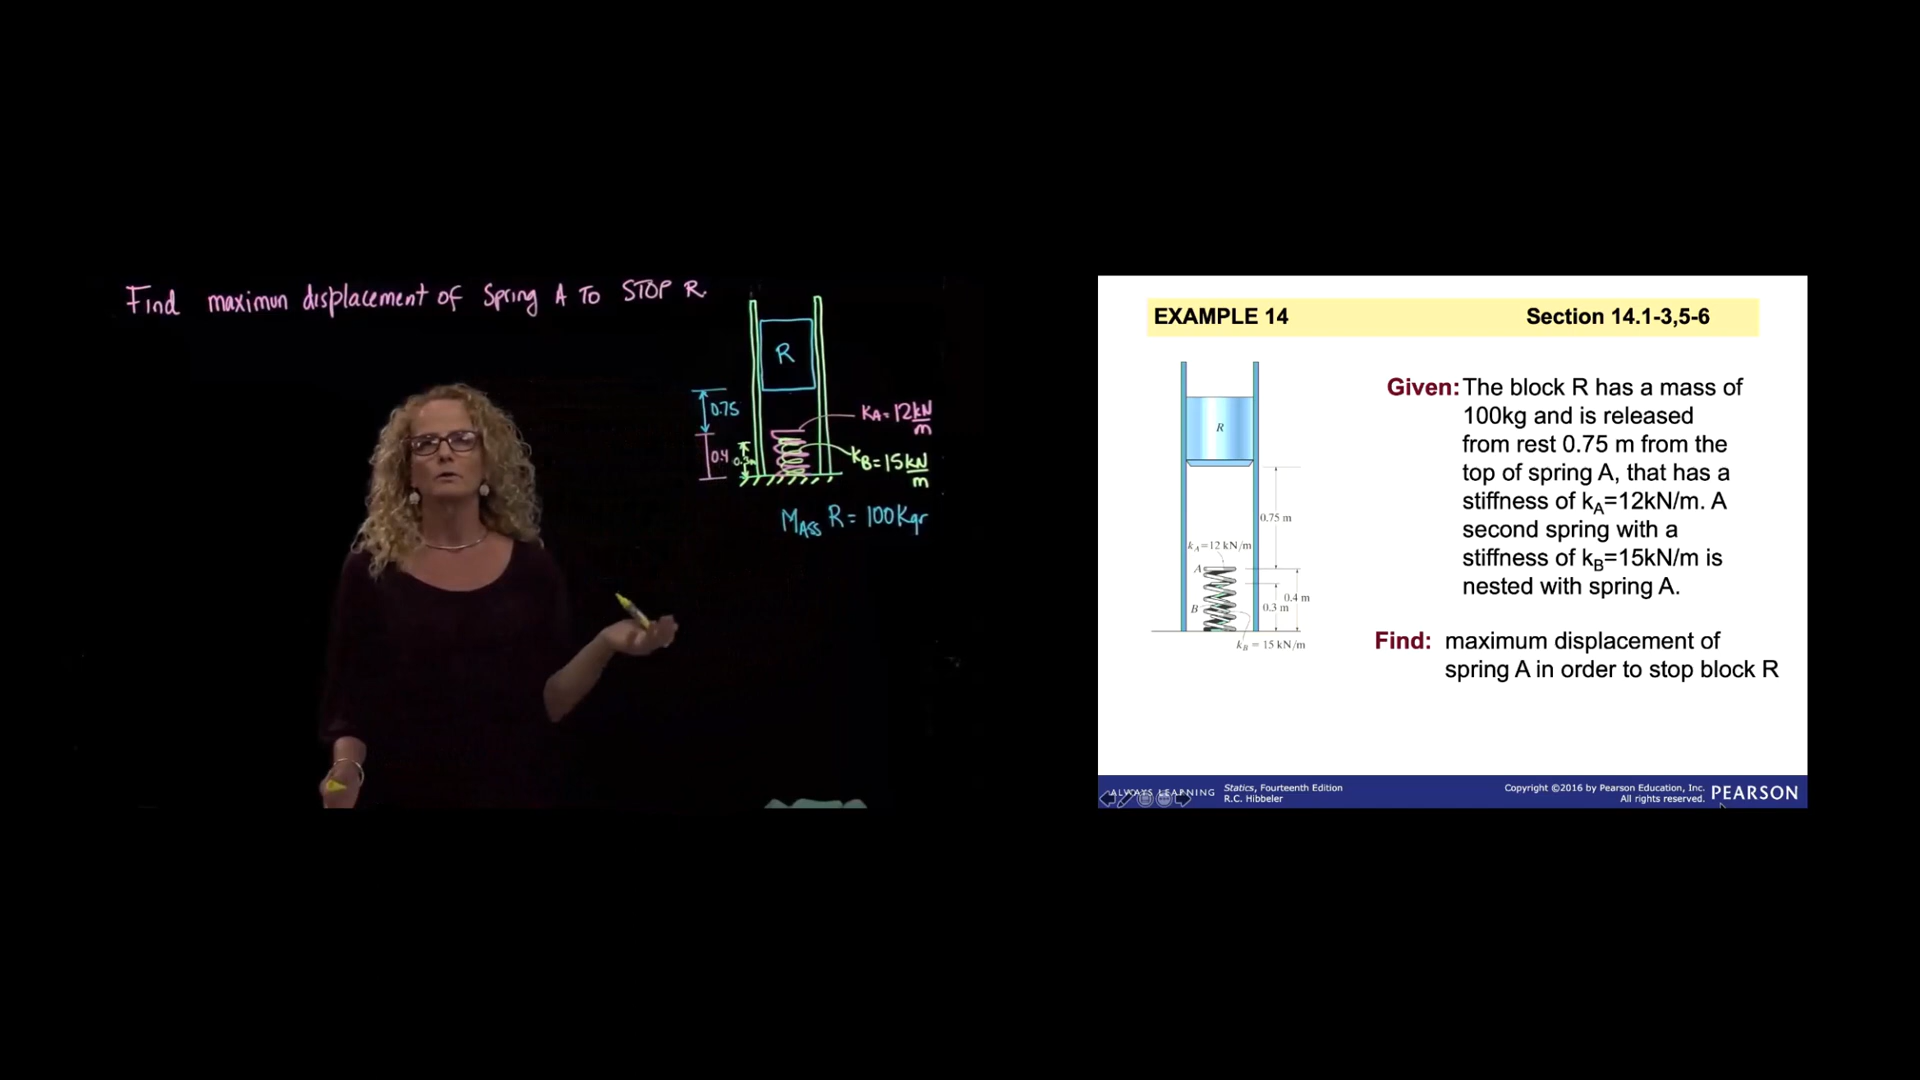 Find maximun displacement of Spring A TO STOP R.
R
0.75
KA = 12 kN/m
0.4
0.3m
KB = 15 kN/m
MASS R = 100 Kgr
EXAMPLE 14
Section 14.1-3,5-6
Given: The block R has a mass of
100kg and is released
from rest 0.75 m from the
top of spring A, that has a
stiffness of kA=12kN/m. A
second spring with a
stiffness of kB=15kN/m is
nested with spring A.
Find: maximum displacement of
spring A in order to stop block R
R
0.75 m
kA=12 kN/m
A
0.4 m
B
0.3 m
kB = 15 kN/m
ALWAYS LEARNING
Statics, Fourteenth Edition
R.C. Hibbeler
Copyright ©2016 by Pearson Education, Inc.
All rights reserved.
PEARSON